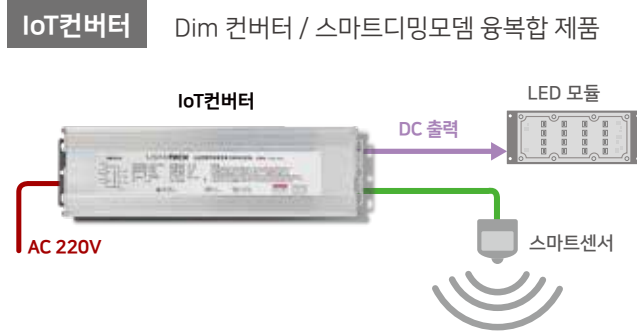 IoT컨버터
Dim 컨버터 / 스마트디밍모뎀 융복합 제품
IoT컨버터
LED 모듈
DC 출력
AC 220V
스마트센서